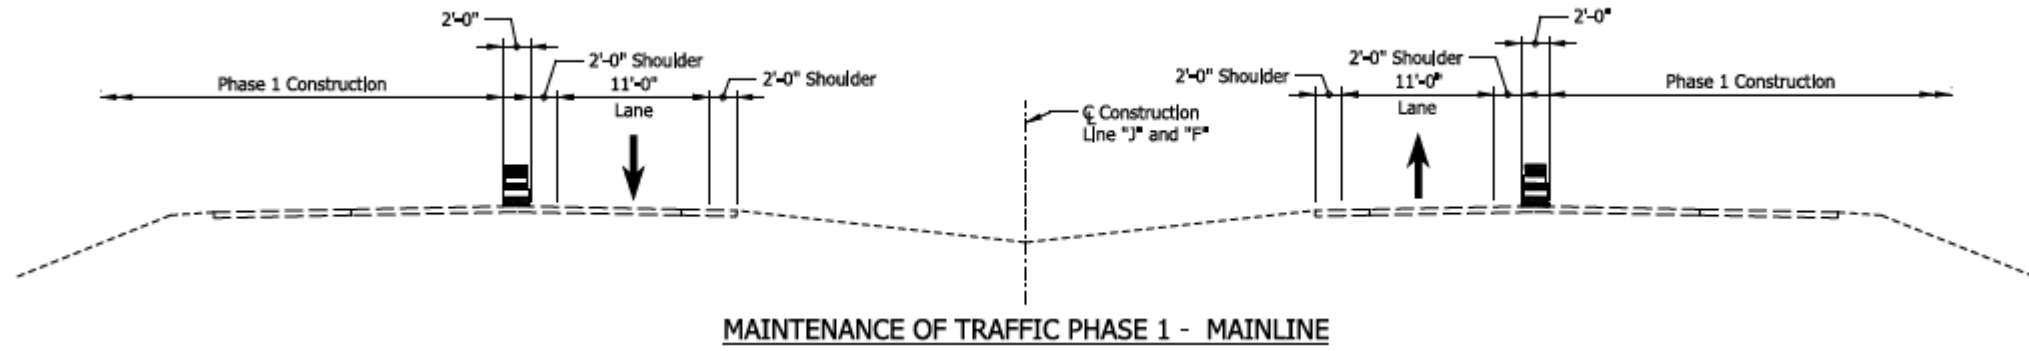 2'-0"
2'-0" Shoulder
11'-0"
Lane
2'-0" Shoulder
Phase 1 Construction
℄ Construction
Line "J" and "F"
2'-0" Shoulder
2'-0" Shoulder
11'-0"
Lane
2'-0"
Phase 1 Construction
MAINTENANCE OF TRAFFIC PHASE 1 - MAINLINE